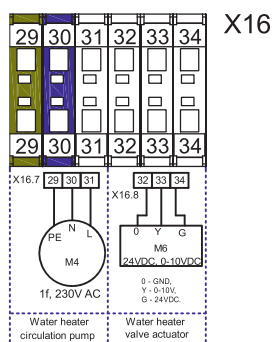 X16
29 30 31 32 33 34
29 30 31 32 33 34
X16.7 29 30 31
32 33 34
X16.8
PE N L
M4
1f, 230V AC
0 Y G
M6
24VDC, 0-10VDC
0 - GND,
Y - 0-10V,
G - 24VDC.
Water heater
circulation pump
Water heater
valve actuator